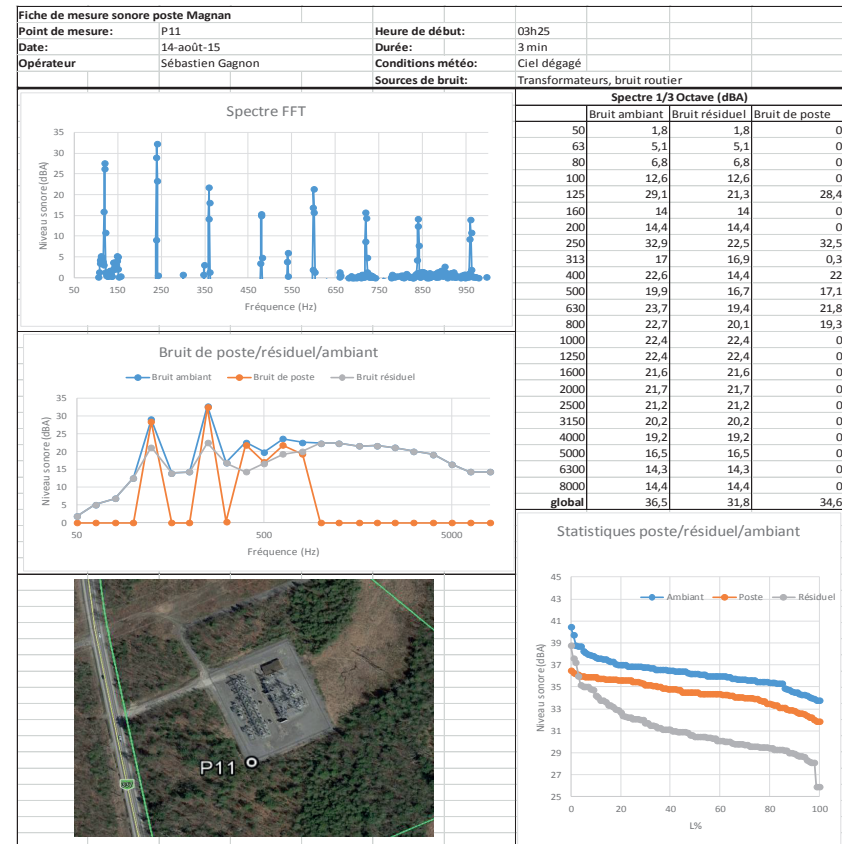 Fiche de mesure sonore poste Magnan
Point de mesure: P11 Heure de début: 03h25
Date: 14-août-15 Durée: 3 min
Opérateur Sébastien Gagnon Conditions météo: Ciel dégagé
Sources de bruit: Transformateurs, bruit routier
Spectre FFT
35
30
25
20
15
10
5
0
Niveau sonore(dBA)
50 150 250 350 450 550 650 750 850 950
Fréquence (Hz)
Spectre 1/3 Octave (dBA)
Bruit ambiant Bruit résiduel Bruit de poste
50 1,8 1,8 0
63 5,1 5,1 0
80 6,8 6,8 0
100 12,6 12,6 0
125 29,1 21,3 28,4
160 14 14 0
200 14,4 14,4 0
250 32,9 22,5 32,5
313 17 16,9 0,3
400 22,6 14,4 22
500 19,9 16,7 17,1
630 23,7 19,4 21,8
800 22,7 20,1 19,3
1000 22,4 22,4 0
1250 22,4 22,4 0
1600 21,6 21,6 0
2000 21,7 21,7 0
2500 21,2 21,2 0
3150 20,2 20,2 0
4000 19,2 19,2 0
5000 16,5 16,5 0
6300 14,3 14,3 0
8000 14,4 14,4 0
global 36,5 31,8 34,6
Bruit de poste/résiduel/ambiant
Bruit ambiant Bruit de poste Bruit résiduel
35
30
25
20
15
10
5
0
Niveau sonore (dBA)
50 500 5000
Fréquence (Hz)
P11
Statistiques poste/résiduel/ambiant
45
43
41
39
37
35
33
31
29
27
25
Ambiant Poste Résiduel
Niveau sonore(dBA)
0 20 40 60 80 100
L%